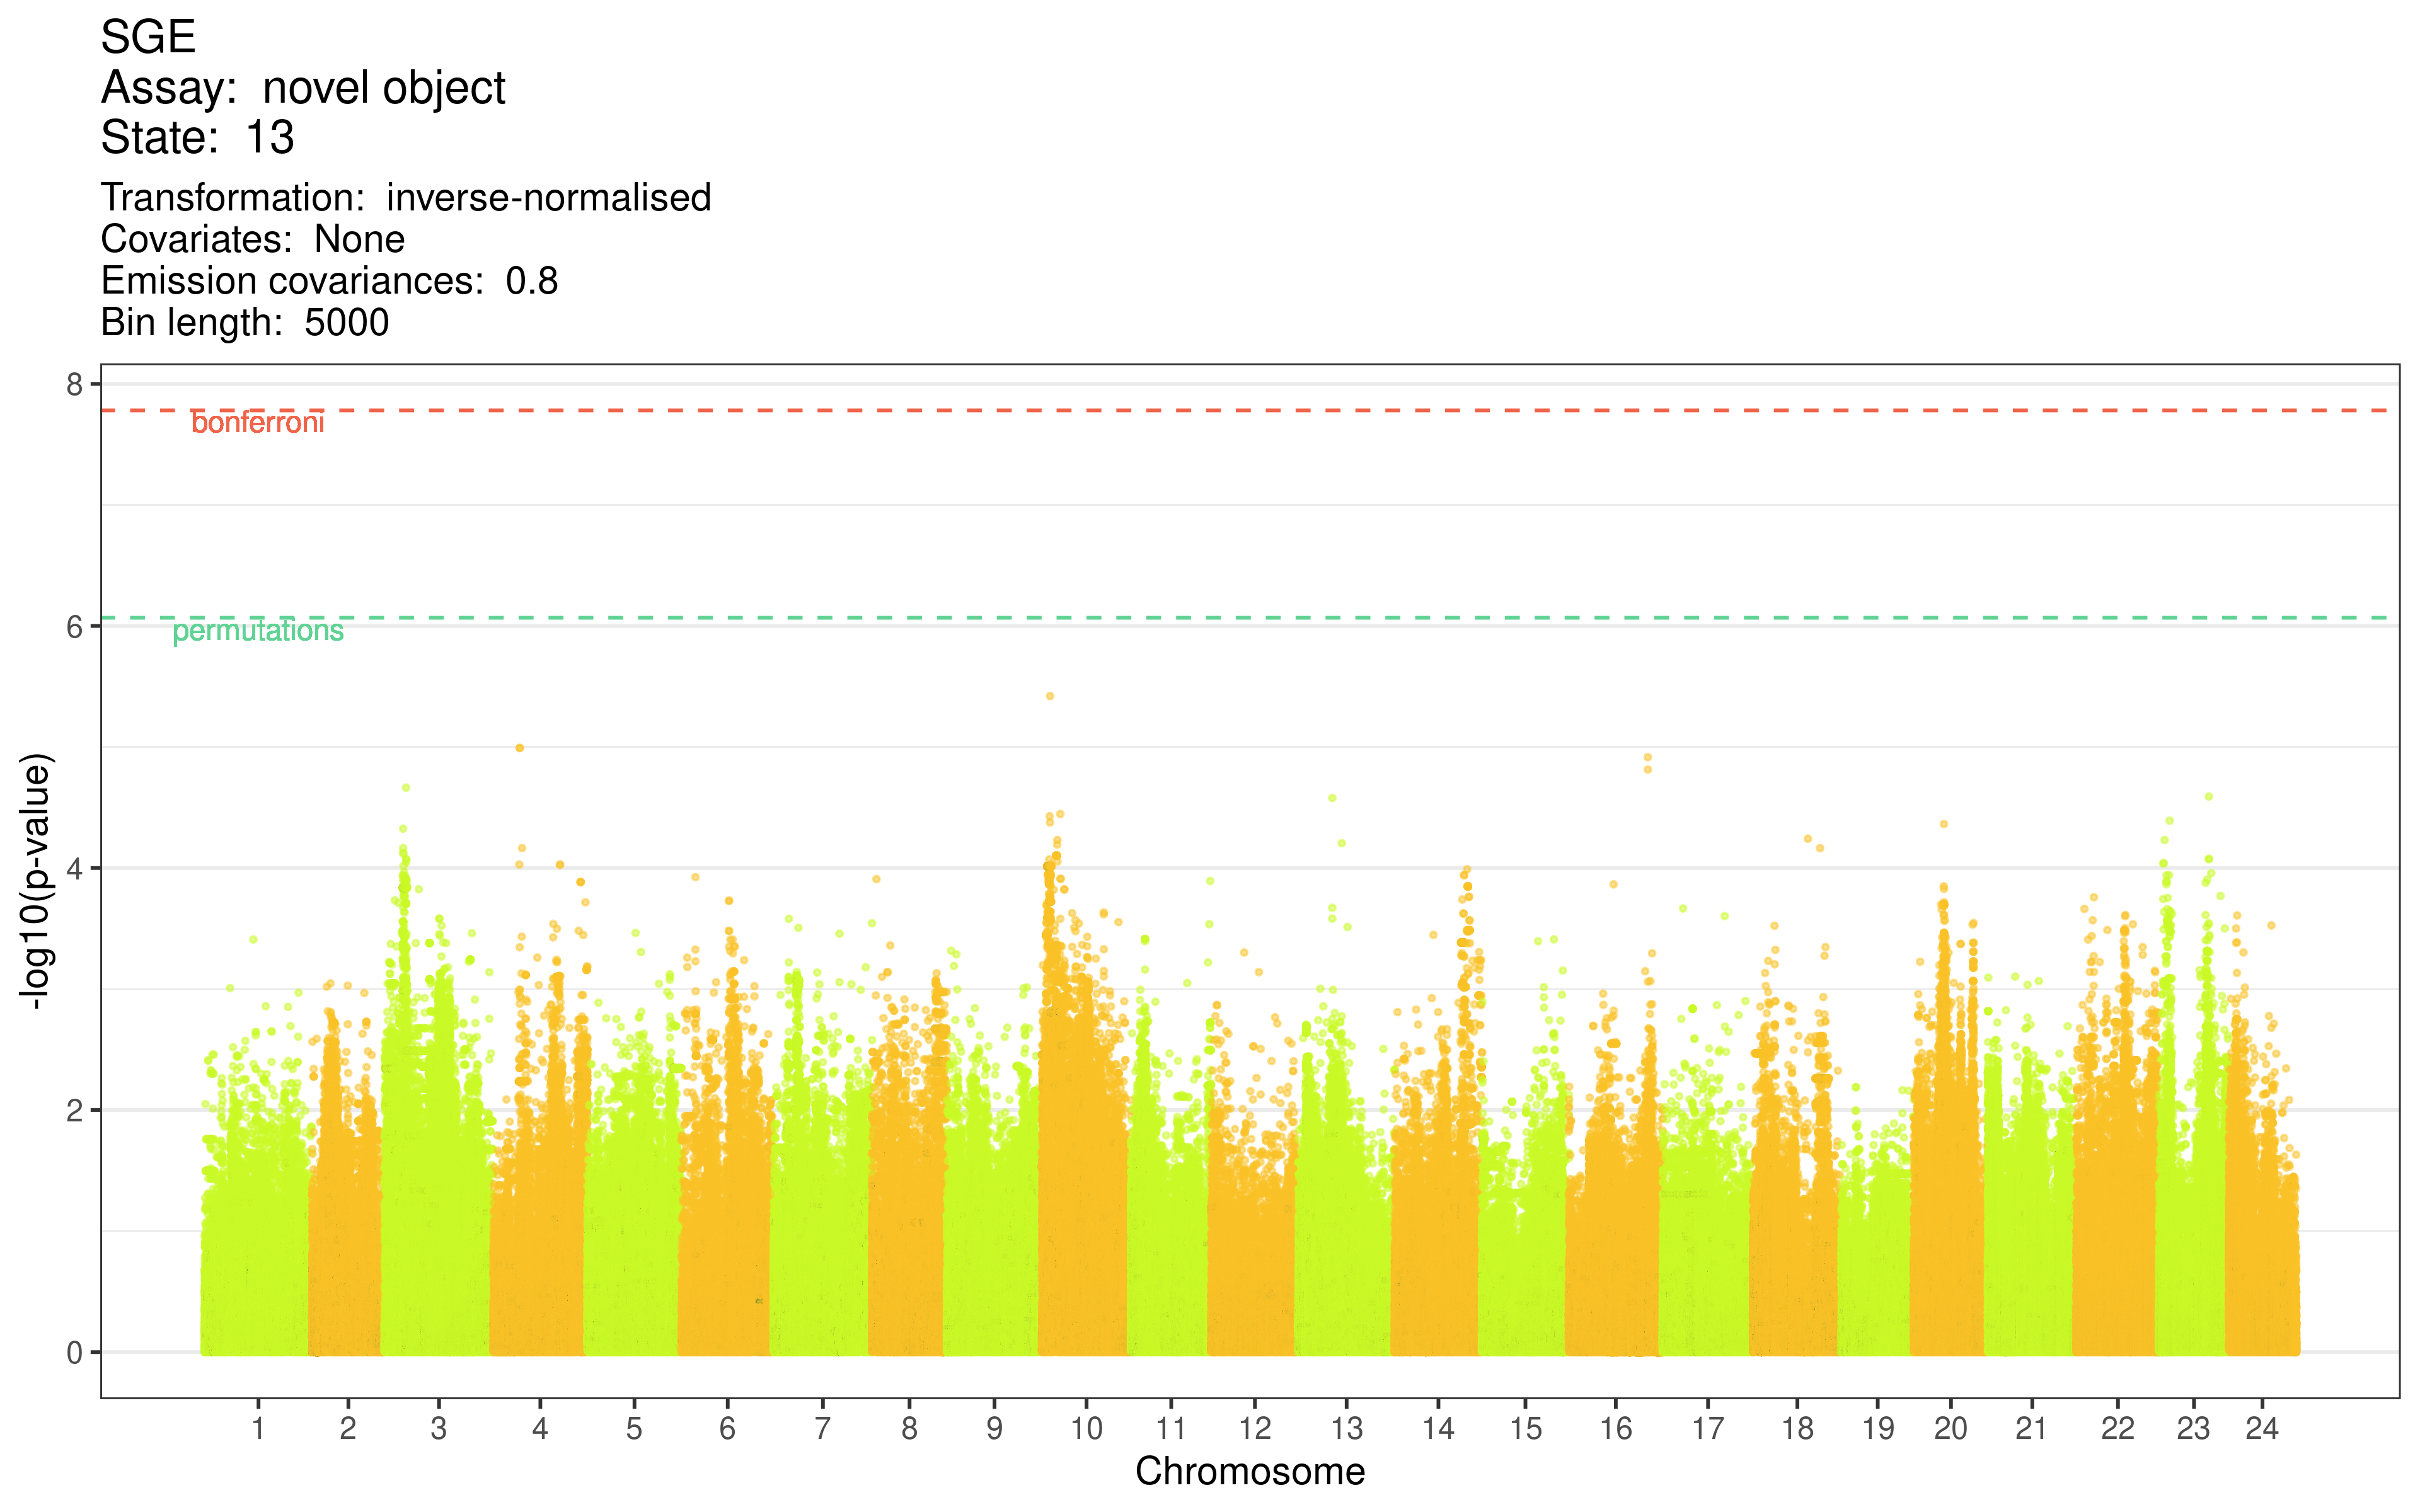 SGE
Assay: novel object
State: 13
Transformation: inverse-normalised
Covariates: None
Emission covariances: 0.8
Bin length: 5000
8
bonferroni
6
permutations
4
2
0
-log10(p-value)
1 2 3 4 5 6 7 8 9 10 11 12 13 14 15 16 17 18 19 20 21 22 23 24
Chromosome